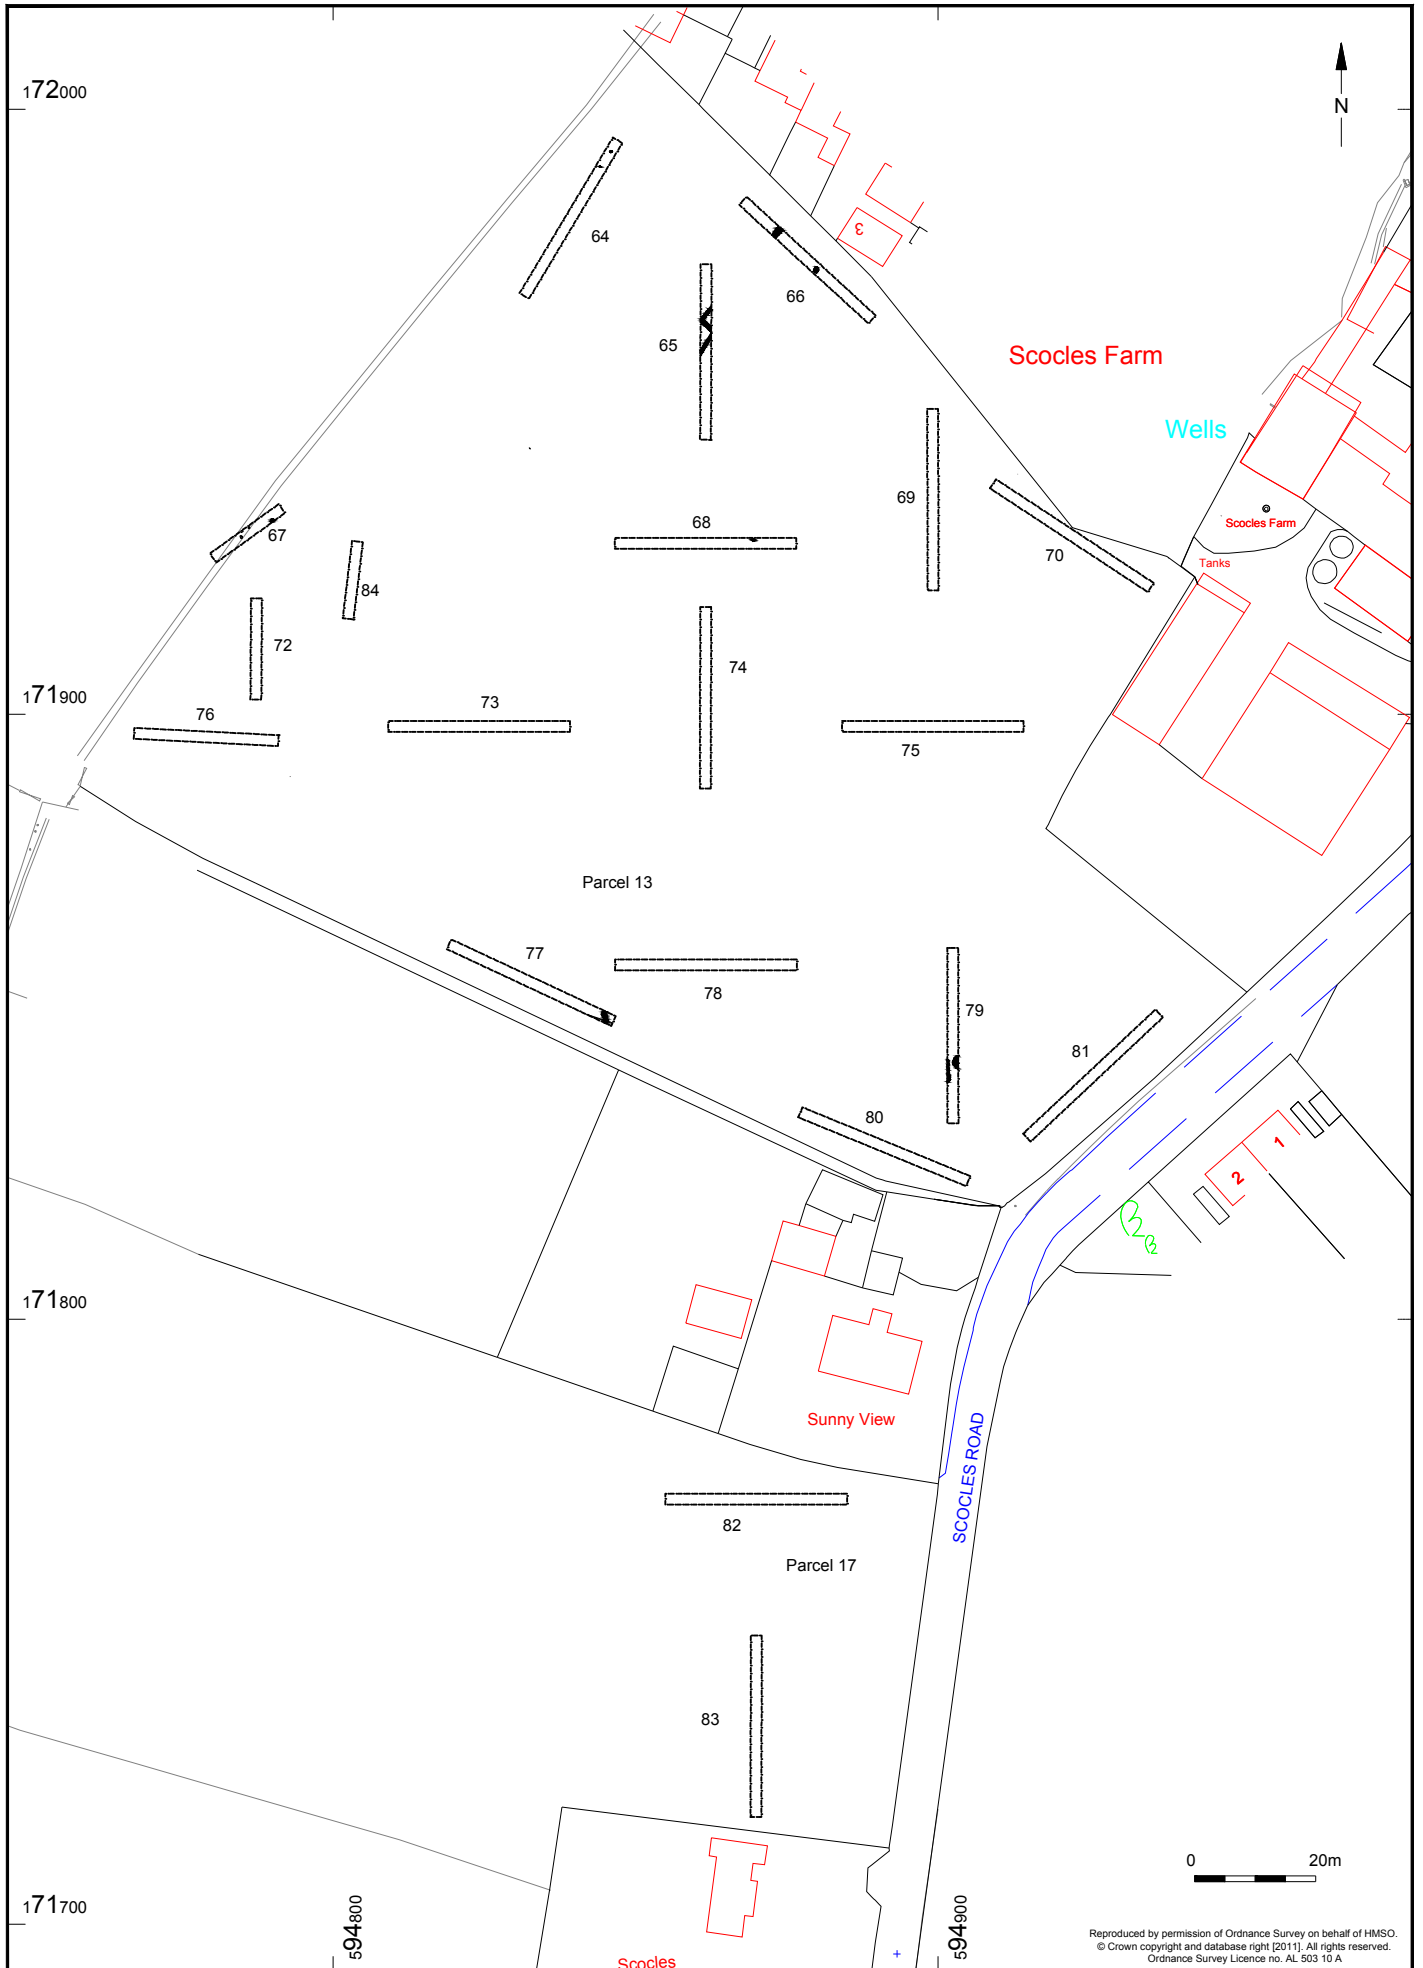 172000
N
64
3
66
65
Scocles Farm
Wells
69
68
67
70
Scocles Farm
Tanks
84
72
74
73
76
75
171900
Parcel 13
77
78
79
81
80
1
2
171800
Sunny View
SCOCLES ROAD
82
Parcel 17
83
0 20m
171700
594800
594900
Scocles
Reproduced by permission of Ordnance Survey on behalf of HMSO.
© Crown copyright and database right [2011]. All rights reserved.
Ordnance Survey Licence no. AL 503 10 A